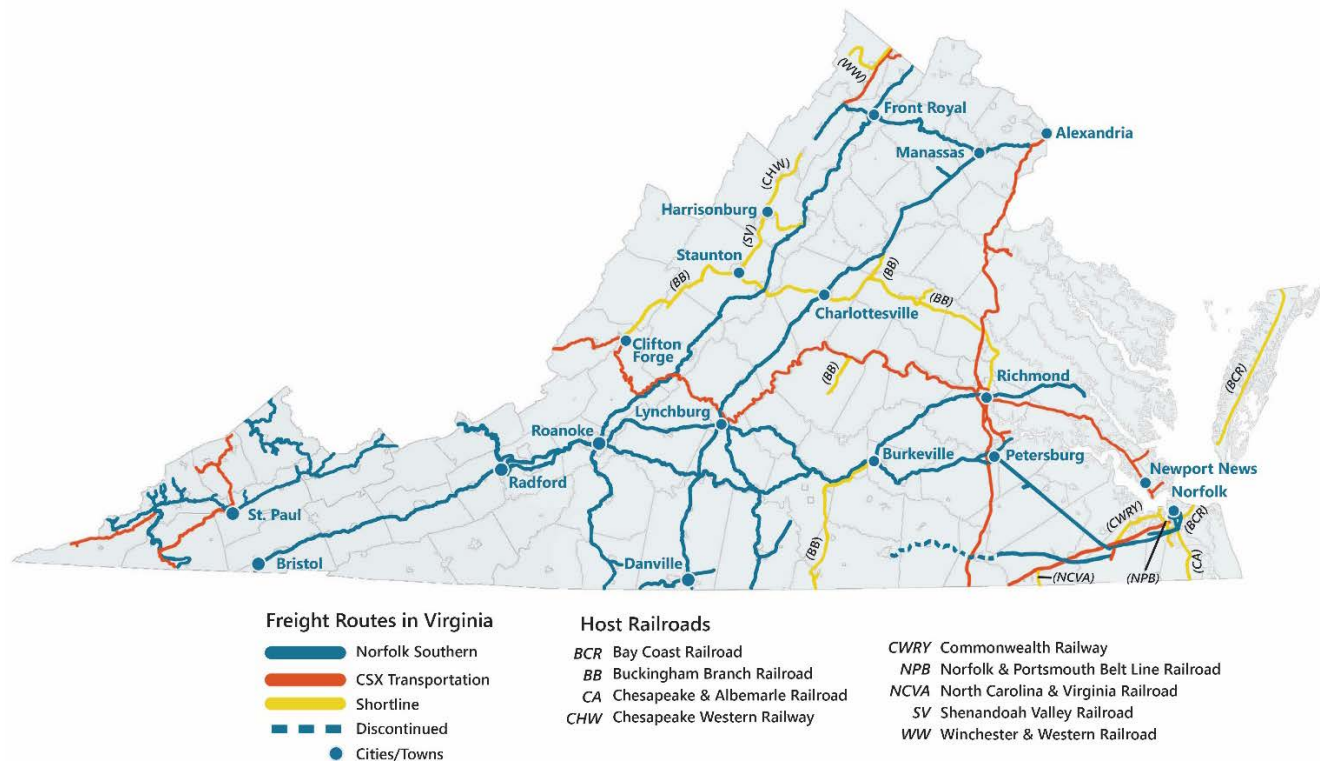 (WW)
Front Royal
Alexandria
Manassas
(CHW)
Harrisonburg
(SV)
Staunton
(BB)
(BB)
(BB)
Charlottesville
Clifton
Forge
(BCR)
(BB)
Richmond
Lynchburg
Roanoke
Burkeville
Petersburg
Newport News
Radford
Norfolk
St. Paul
(CWRY)
(BCR)
(BB)
Bristol
Danville
(CA)
(NCVA)
(NPB)
Freight Routes in Virginia
Norfolk Southern
CSX Transportation
Shortline
Discontinued
Cities/Towns
Host Railroads
BCR Bay Coast Railroad
BB Buckingham Branch Railroad
CA Chesapeake & Albemarle Railroad
CHW Chesapeake Western Railway
CWRY Commonwealth Railway
NPB Norfolk & Portsmouth Belt Line Railroad
NCVA North Carolina & Virginia Railroad
SV Shenandoah Valley Railroad
WW Winchester & Western Railroad